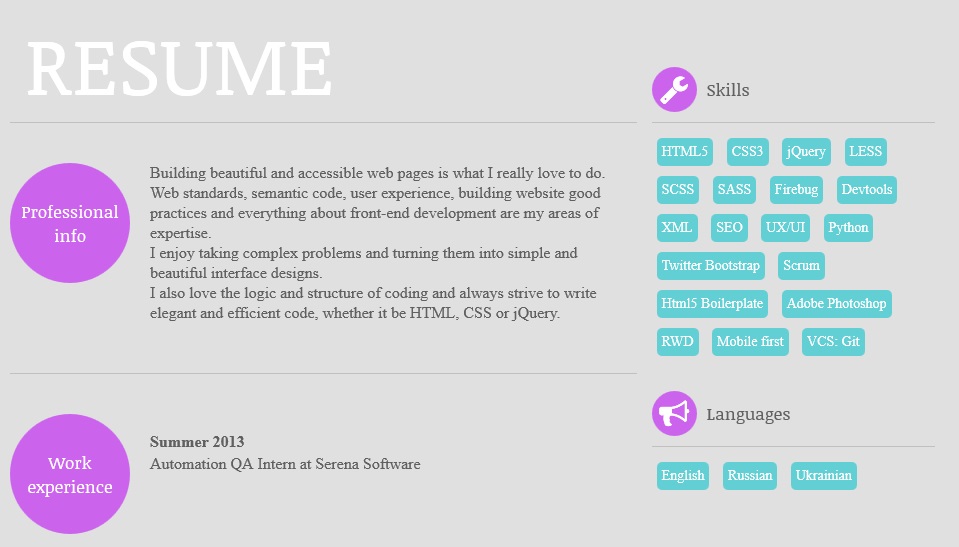 RESUME
Professional
info
Building beautiful and accessible web pages is what I really love to do.
Web standards, semantic code, user experience, building website good
practices and everything about front-end development are my areas of
expertise.
I enjoy taking complex problems and turning them into simple and
beautiful interface designs.
I also love the logic and structure of coding and always strive to write
elegant and efficient code, whether it be HTML, CSS or jQuery.
Work
experience
Summer 2013
Automation QA Intern at Serena Software
Skills
HTML5 CSS3 jQuery LESS
SCSS SASS Firebug Devtools
XML SEO UX/UI Python
Twitter Bootstrap Scrum
Html5 Boilerplate Adobe Photoshop
RWD Mobile first VCS: Git
Languages
English Russian Ukrainian